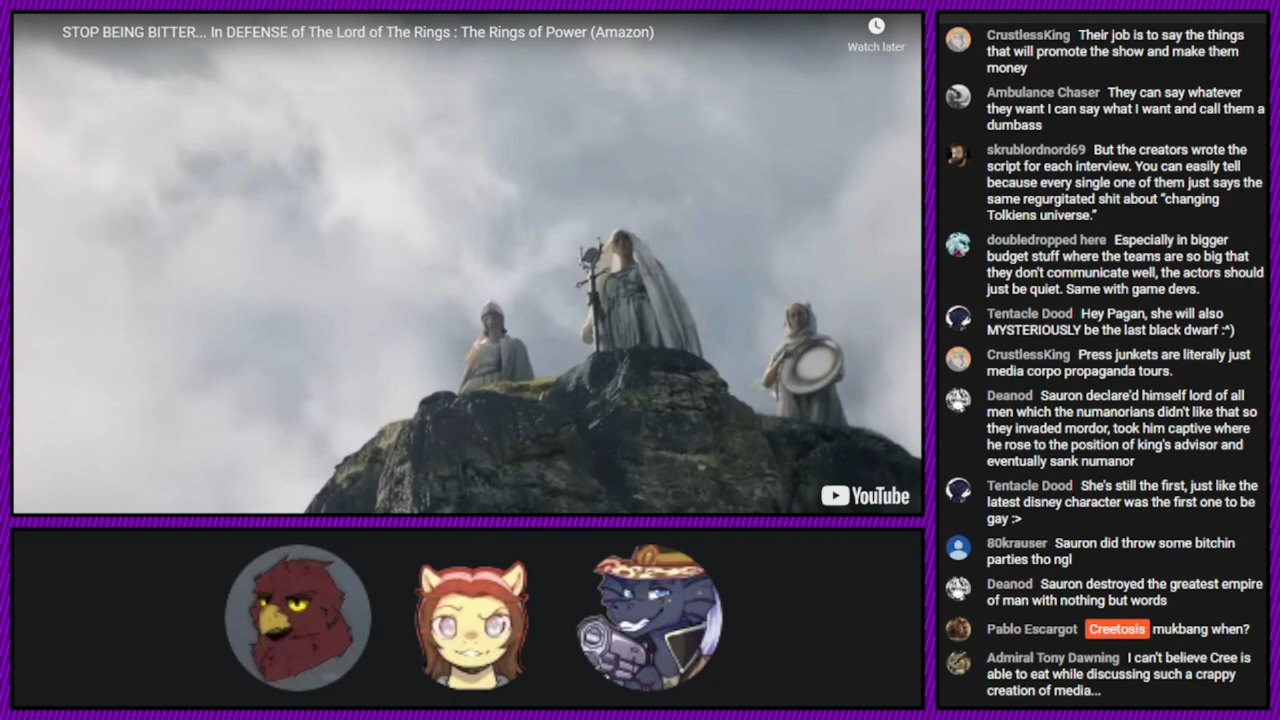 STOP BEING BITTER... In DEFENSE of The Lord of The Rings : The Rings of Power (Amazon)
Watch later
YouTube
CrustlessKing Their job is to say the things
that will promote the show and make them
money
Ambulance Chaser They can say whatever
they want I can say what I want and call them a
dumbass
skrublordnord69 But the creators wrote the
script for each interview. You can easily tell
because every single one of them just says the
same regurgitated shit about “changing
Tolkiens universe.”
doubledropped here Especially in bigger
budget stuff where the teams are so big that
they don't communicate well, the actors should
just be quiet. Same with game devs.
Tentacle Dood Hey Pagan, she will also
MYSTERIOUSLY be the last black dwarf :^)
CrustlessKing Press junkets are literally just
media corpo propaganda tours.
Deanod Sauron declare'd himself lord of all
men which the numanorians didn't like that so
they invaded mordor, took him captive where
he rose to the position of king's advisor and
eventually sank numanor
Tentacle Dood She's still the first, just like the
latest disney character was the first one to be
gay :>
80krauser Sauron did throw some bitchin
parties tho ngl
Deanod Sauron destroyed the greatest empire
of man with nothing but words
Pablo Escargot Creetosis mukbang when?
Admiral Tony Dawning I can't believe Cree is
able to eat while discussing such a crappy
creation of media...